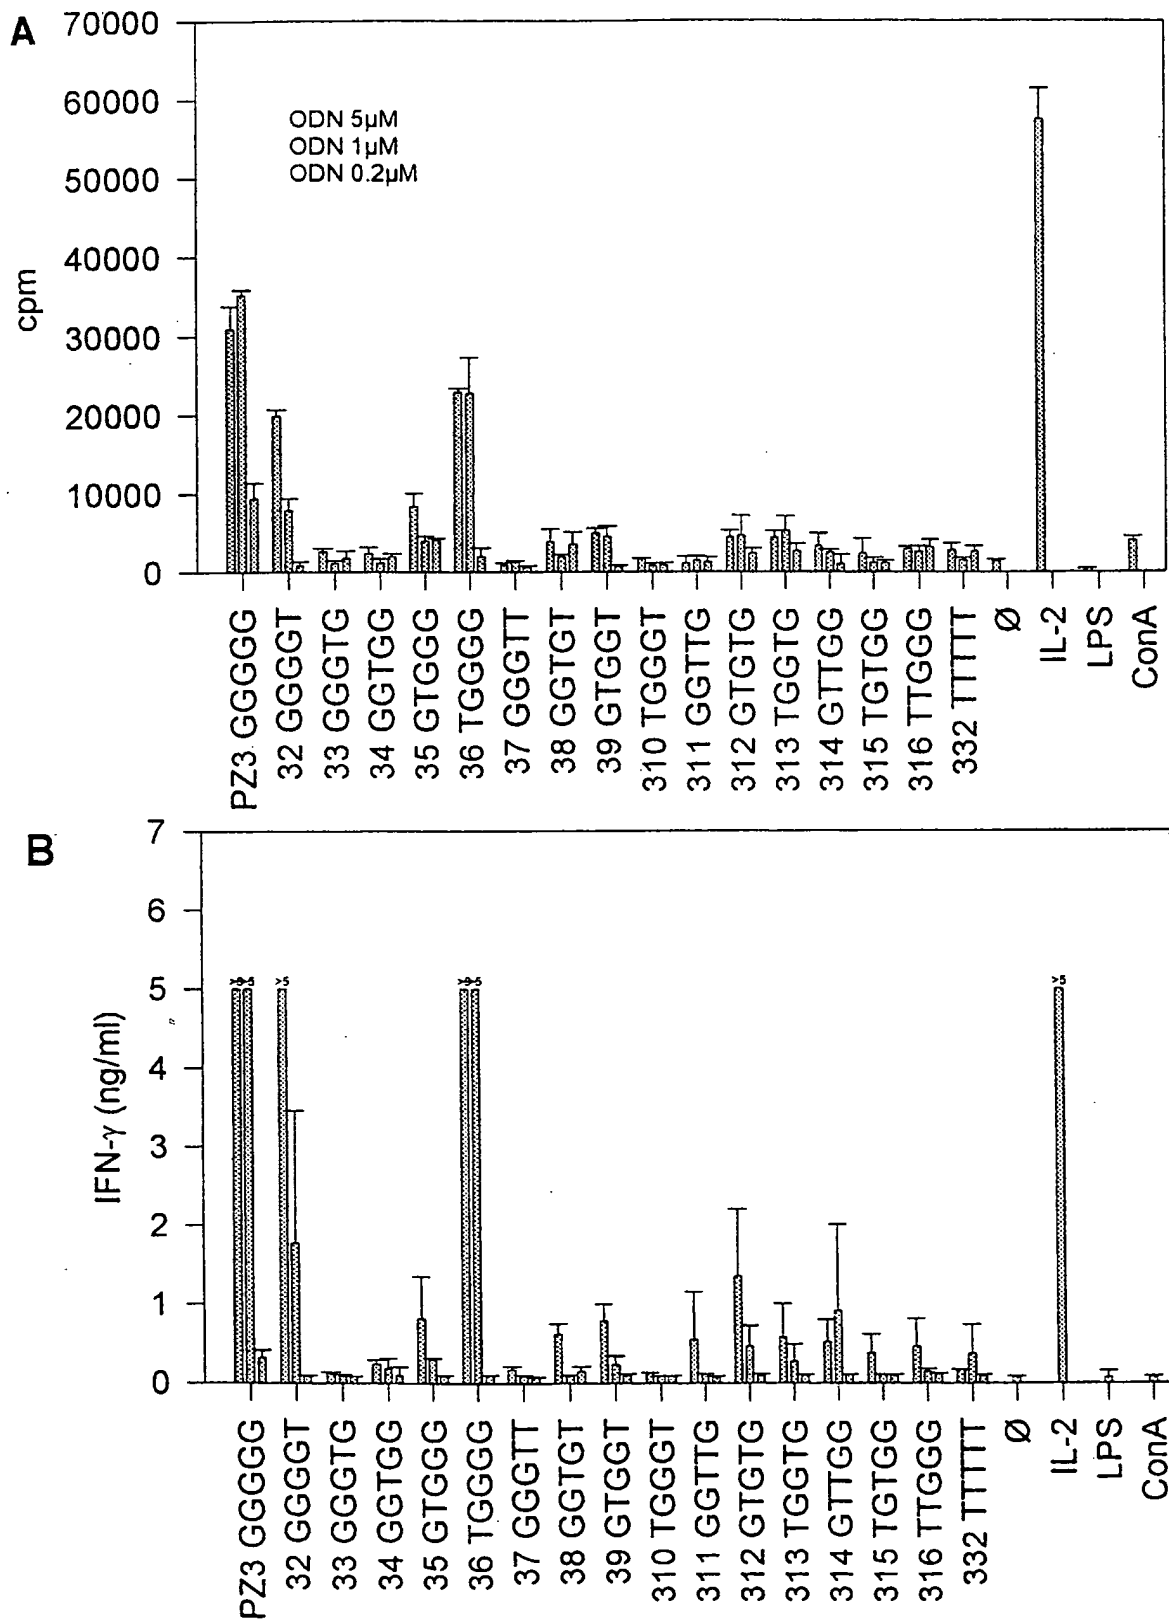 A
70000
60000
50000
40000
30000
20000
10000
0
cpm
ODN 5µM
ODN 1µM
ODN 0.2µM
PZ3 GGGGG
32 GGGGT
33 GGGTG
34 GGTGG
35 GTGGG
36 TGGGG
37 GGGTT
38 GGTGT
39 GTGGT
310 TGGGT
311 GGTTG
312 GTGTG
313 TGGTG
314 GTTGG
315 TGTGG
316 TTGGG
332 TTTTT
Ø
IL-2
LPS
ConA
B
7
6
5
4
3
2
1
0
IFN-γ (ng/ml)
>5
>5
>5
>5
>5
>5
PZ3 GGGGG
32 GGGGT
33 GGGTG
34 GGTGG
35 GTGGG
36 TGGGG
37 GGGTT
38 GGTGT
39 GTGGT
310 TGGGT
311 GGTTG
312 GTGTG
313 TGGTG
314 GTTGG
315 TGTGG
316 TTGGG
332 TTTTT
Ø
IL-2
LPS
ConA